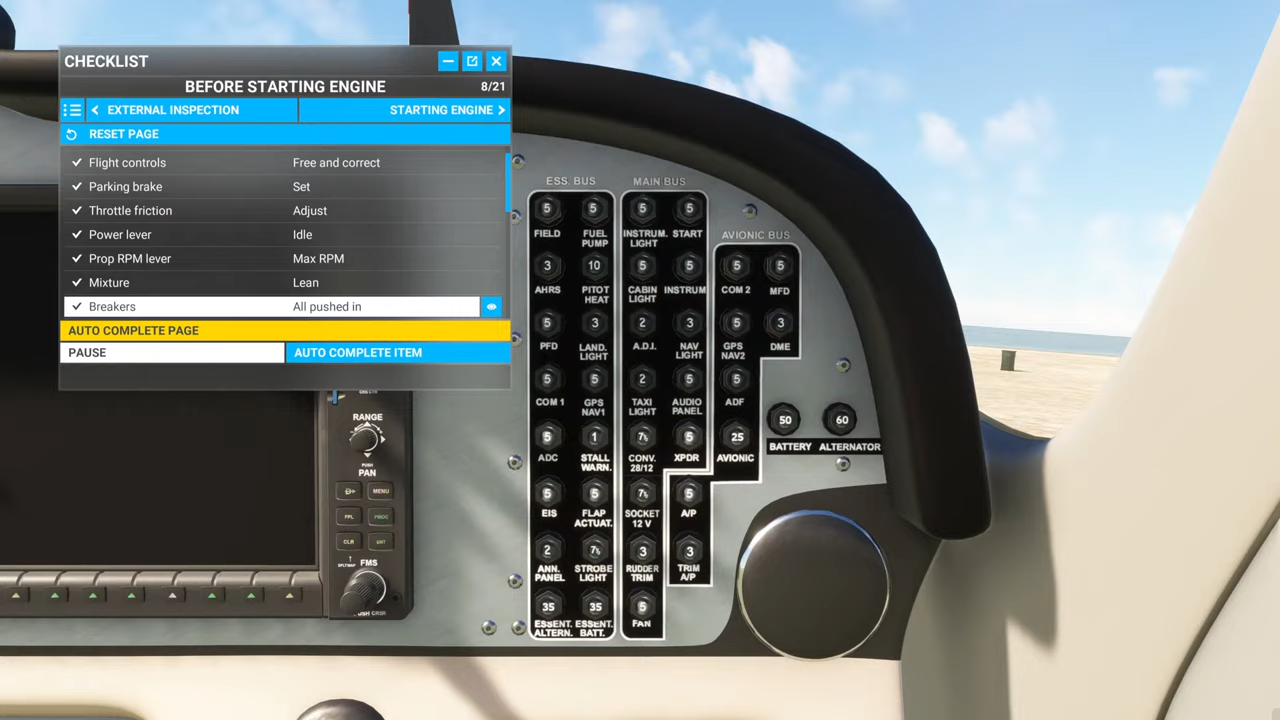 CHECKLIST
BEFORE STARTING ENGINE 8/21
EXTERNAL INSPECTION STARTING ENGINE
RESET PAGE
Flight controls Free and correct
Parking brake Set
Throttle friction Adjust
Power lever Idle
Prop RPM lever Max RPM
Mixture Lean
Breakers All pushed in
AUTO COMPLETE PAGE
PAUSE AUTO COMPLETE ITEM
RANGE
PUSH
PAN
D MENU
FPL PROC
CLR ENT
FMS
PUSH CRSR
ESS. BUS MAIN BUS
AVIONIC BUS
5 5 5 5
FIELD FUEL PUMP INSTRUM. LIGHT START
3 10 5 5 5 5
AHRS PITOT HEAT CABIN LIGHT INSTRUM COM 2 MFD
5 3 2 3 5 3
PFD LAND. LIGHT A.D.I. NAV LIGHT GPS NAV2 DME
5 5 2 5 5
COM 1 GPS NAV1 TAXI LIGHT AUDIO PANEL ADF
50 60
BATTERY ALTERNATOR
5 1 7½ 5 25
ADC STALL WARN. CONV. 28/12 XPDR AVIONIC
5 5 7½ 5
EIS FLAP ACTUAT. SOCKET 12 V A/P
2 7½ 3 3
ANN. PANEL STROBE LIGHT RUDDER TRIM TRIM A/P
35 35 5
ESSENT. ALTERN. ESSENT. BATT. FAN